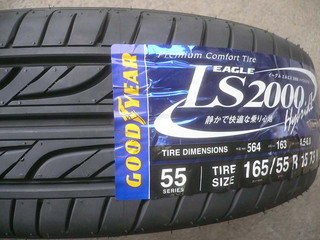 Premium Comfort Tire
EAGLE
LS2000
静かで快適な乗り心地
GOOD YEAR
TIRE DIMENSIONS 564 163
55 SERIES
TIRE SIZE 165/55 R 15